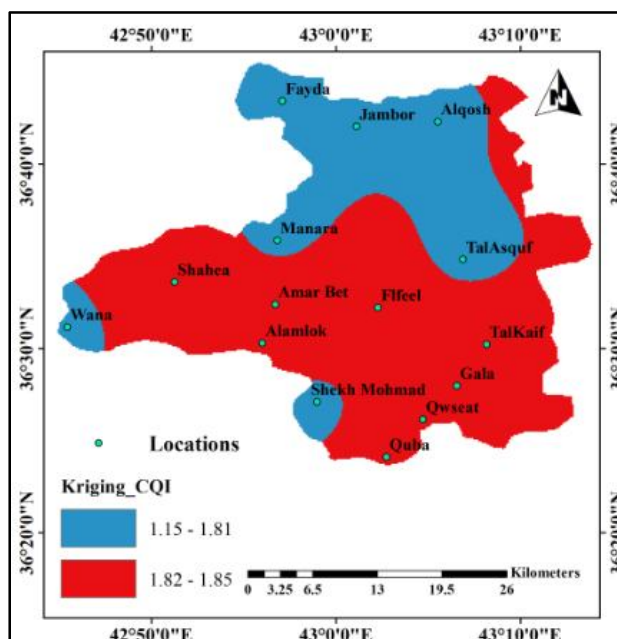 42°50'0"E 43°0'0"E 43°10'0"E
Fayda
N
Jambor
Alqosh
36°40'0"N 36°40'0"N
Manara
TalAsquf
Shahea
Amar Bet
Flfeel
Wana
Alamlok
TalKaif
36°30'0"N 36°30'0"N
Gala
Shekh Mohmad
Qwseat
Locations
Quba
Kriging_CQI
1.15 - 1.81
36°20'0"N 36°20'0"N
1.82 - 1.85
Kilometers
0 3.25 6.5 13 19.5 26
42°50'0"E 43°0'0"E 43°10'0"E